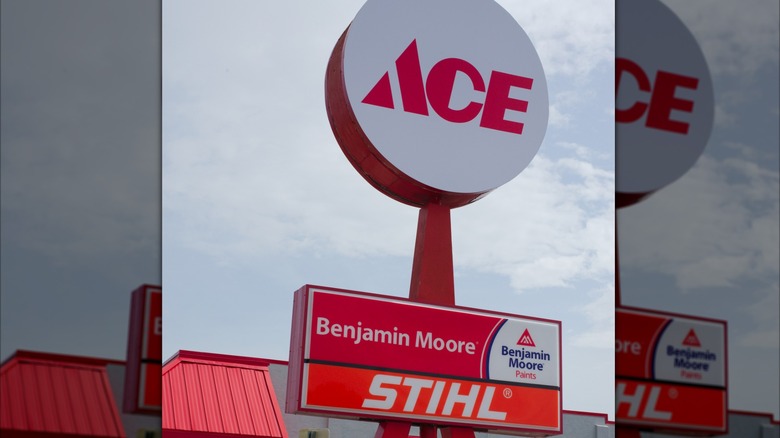 ACE
Benjamin Moore®
Benjamin
Moore®
Paints
STIHL®